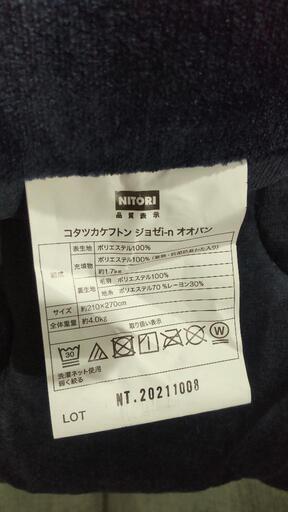 NITORI
品質表示
コタツカケフトン ジョゼi-n オオバン
組成
表生地 ポリエステル100%
充填物 ポリエステル100%
約1.7kg
裏生地 毛羽 ポリエステル100%
地糸 ポリエステル70%レーヨン30%
サイズ 約210×270cm
全体重量 約4.0kg
取り扱い表示
30
W
洗濯ネット使用
弱く絞る
LOT NT.20211008